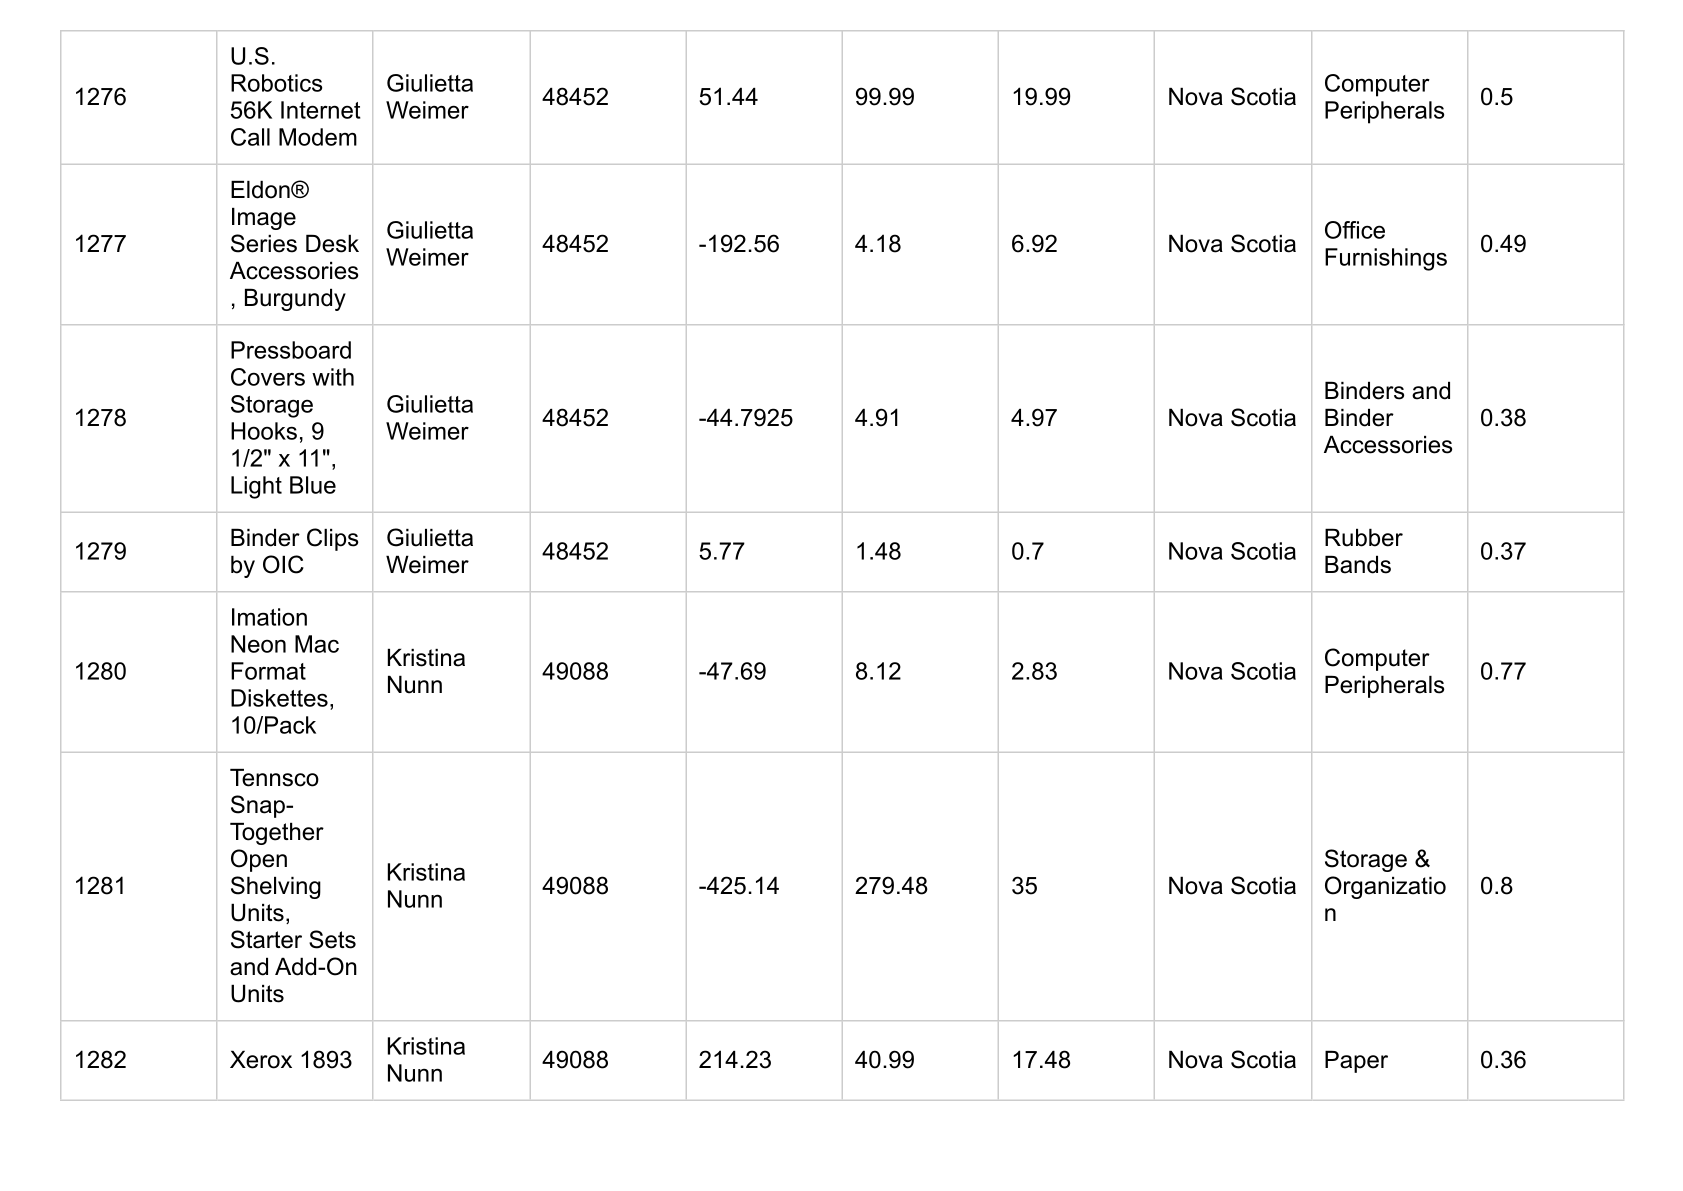 1276
U.S.
Robotics
56K Internet
Call Modem
Giulietta
Weimer
48452
51.44
99.99
19.99
Nova Scotia
Computer
Peripherals
0.5
1277
Eldon®
Image
Series Desk
Accessories
, Burgundy
Giulietta
Weimer
48452
-192.56
4.18
6.92
Nova Scotia
Office
Furnishings
0.49
1278
Pressboard
Covers with
Storage
Hooks, 9
1/2" x 11",
Light Blue
Giulietta
Weimer
48452
-44.7925
4.91
4.97
Nova Scotia
Binders and
Binder
Accessories
0.38
1279
Binder Clips
by OIC
Giulietta
Weimer
48452
5.77
1.48
0.7
Nova Scotia
Rubber
Bands
0.37
1280
Imation
Neon Mac
Format
Diskettes,
10/Pack
Kristina
Nunn
49088
-47.69
8.12
2.83
Nova Scotia
Computer
Peripherals
0.77
1281
Tennsco
Snap-
Together
Open
Shelving
Units,
Starter Sets
and Add-On
Units
Kristina
Nunn
49088
-425.14
279.48
35
Nova Scotia
Storage &
Organizatio
n
0.8
1282
Xerox 1893
Kristina
Nunn
49088
214.23
40.99
17.48
Nova Scotia
Paper
0.36